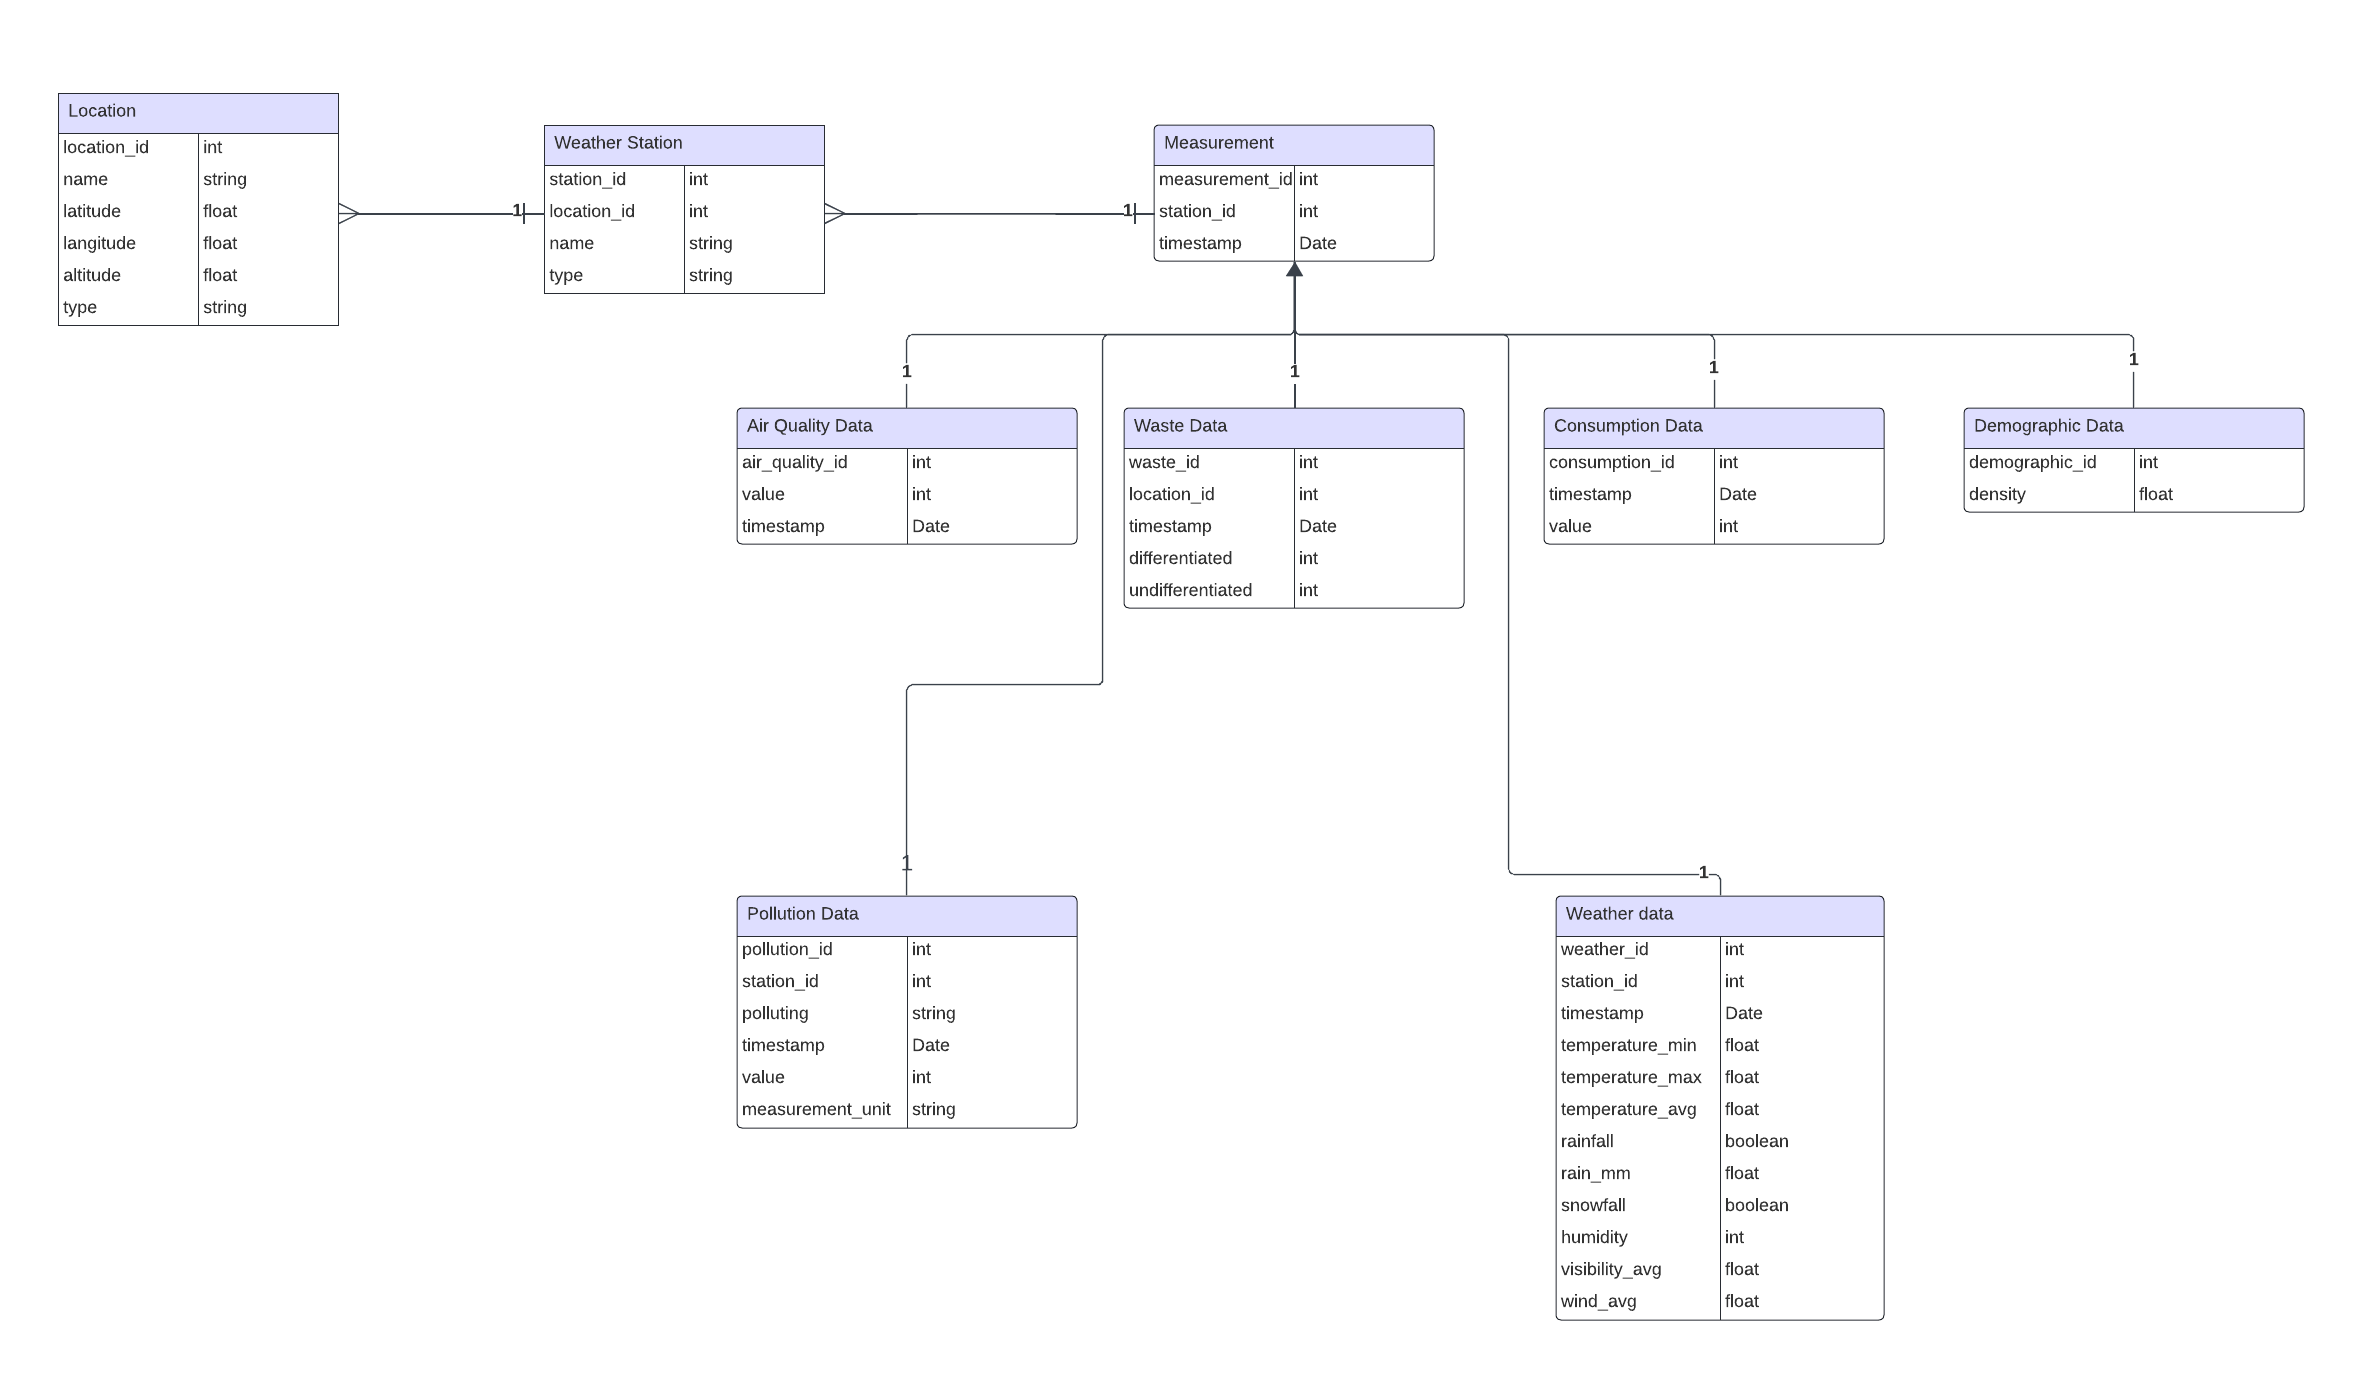 Location
location_id int
name string
latitude float
langitude float
altitude float
type string
1
Weather Station
station_id int
location_id int
name string
type string
1
Measurement
measurement_id int
station_id int
timestamp Date
1
1
1
1
Air Quality Data
air_quality_id int
value int
timestamp Date
Waste Data
waste_id int
location_id int
timestamp Date
differentiated int
undifferentiated int
Consumption Data
consumption_id int
timestamp Date
value int
Demographic Data
demographic_id int
density float
1
Pollution Data
pollution_id int
station_id int
polluting string
timestamp Date
value int
measurement_unit string
1
Weather data
weather_id int
station_id int
timestamp Date
temperature_min float
temperature_max float
temperature_avg float
rainfall boolean
rain_mm float
snowfall boolean
humidity int
visibility_avg float
wind_avg float